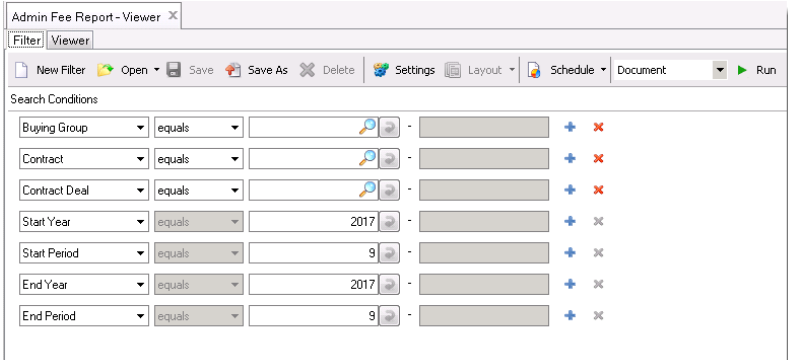 Admin Fee Report - Viewer X
Filter Viewer
New Filter Open Save Save As Delete Settings Layout Schedule Document Run
Search Conditions
Buying Group equals -
Contract equals -
Contract Deal equals -
Start Year equals 2017 -
Start Period equals 9 -
End Year equals 2017 -
End Period equals 9 -